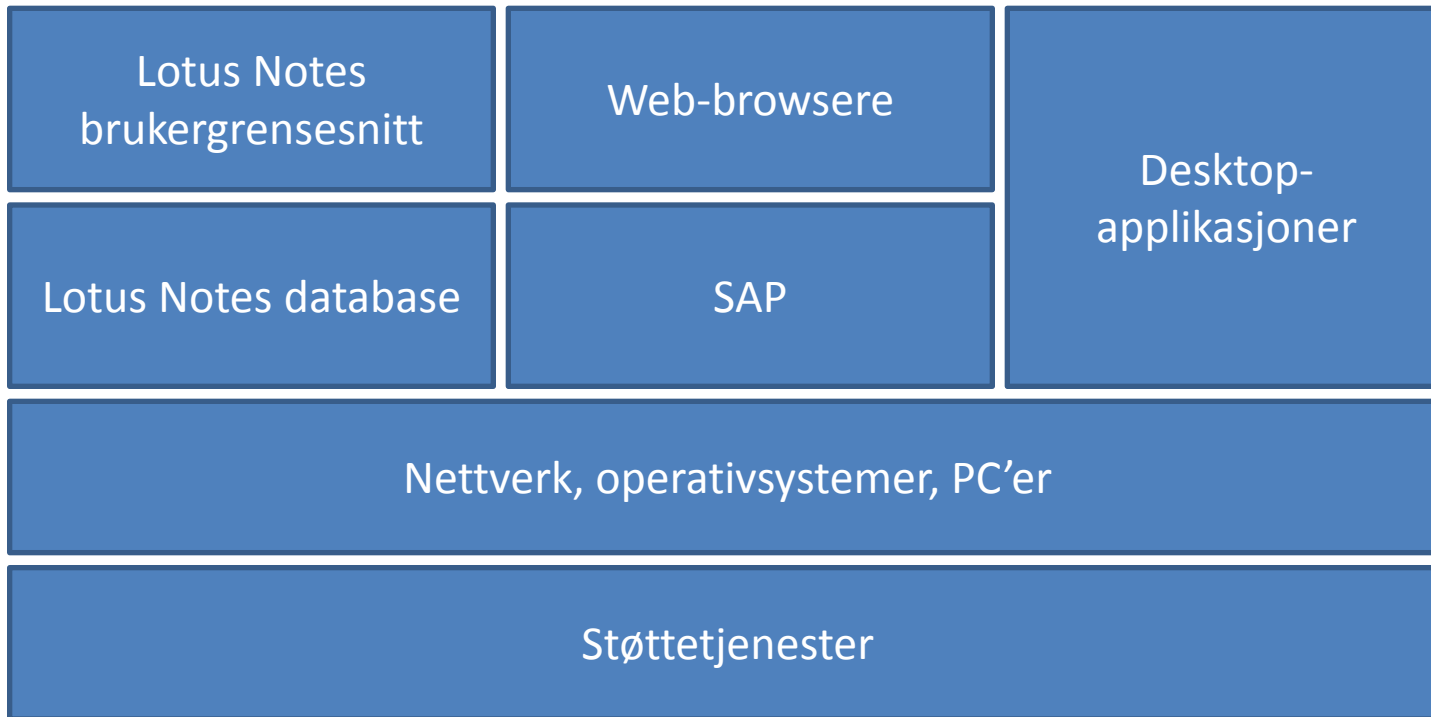 Lotus Notes
brukergrensesnitt
Web-browsere
Desktop-
applikasjoner
Lotus Notes database
SAP
Nettverk, operativsystemer, PC’er
Støttetjenester